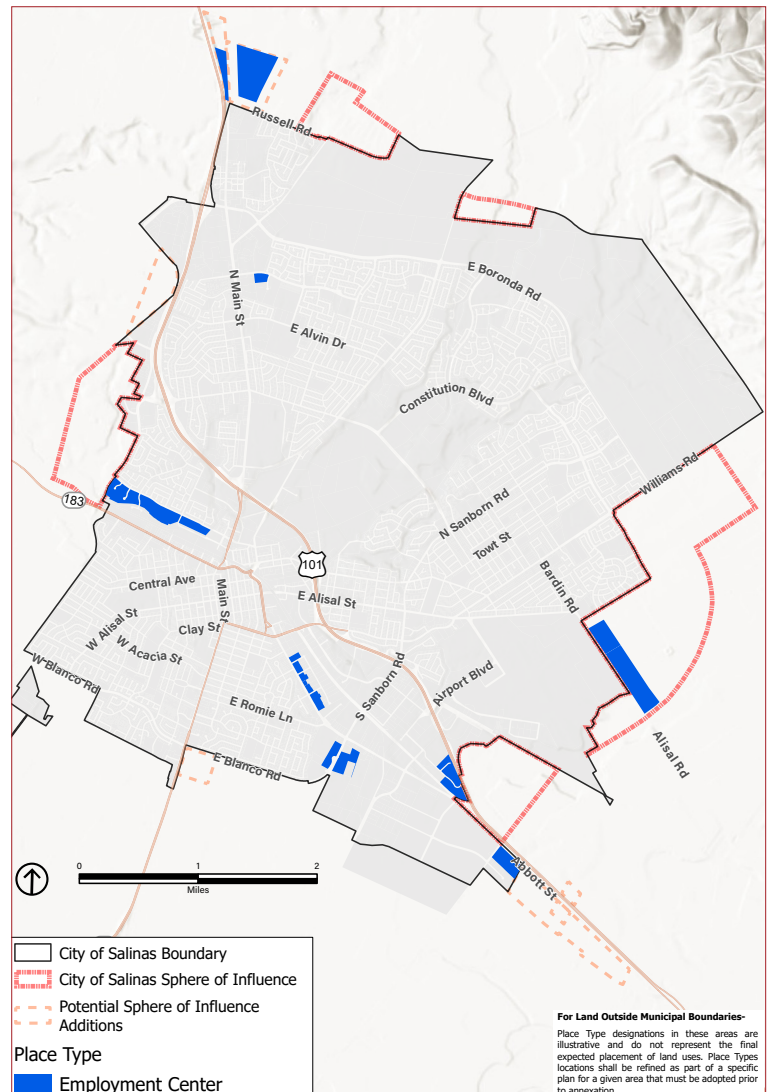 Russell Rd
E Boronda Rd
N Main St
E Alvin Dr
Constitution Blvd
Williams Rd
183
N Sanborn Rd
Towt St
101
Bardin Rd
Central Ave
Main St
E Alisal St
W Alisal St
Clay St
W Acacia St
W Blanco Rd
S Sanborn Rd
Airport Blvd
E Romie Ln
Alisal Rd
E Blanco Rd
Abbott St
0 1 2
Miles
City of Salinas Boundary
City of Salinas Sphere of Influence
Potential Sphere of Influence
Additions
Place Type
Employment Center
For Land Outside Municipal Boundaries-
Place Type designations in these areas are
illustrative and do not represent the final
expected placement of land uses. Place Types
locations shall be refined as part of a specific
plan for a given area that must be adopted prior
to annexation.